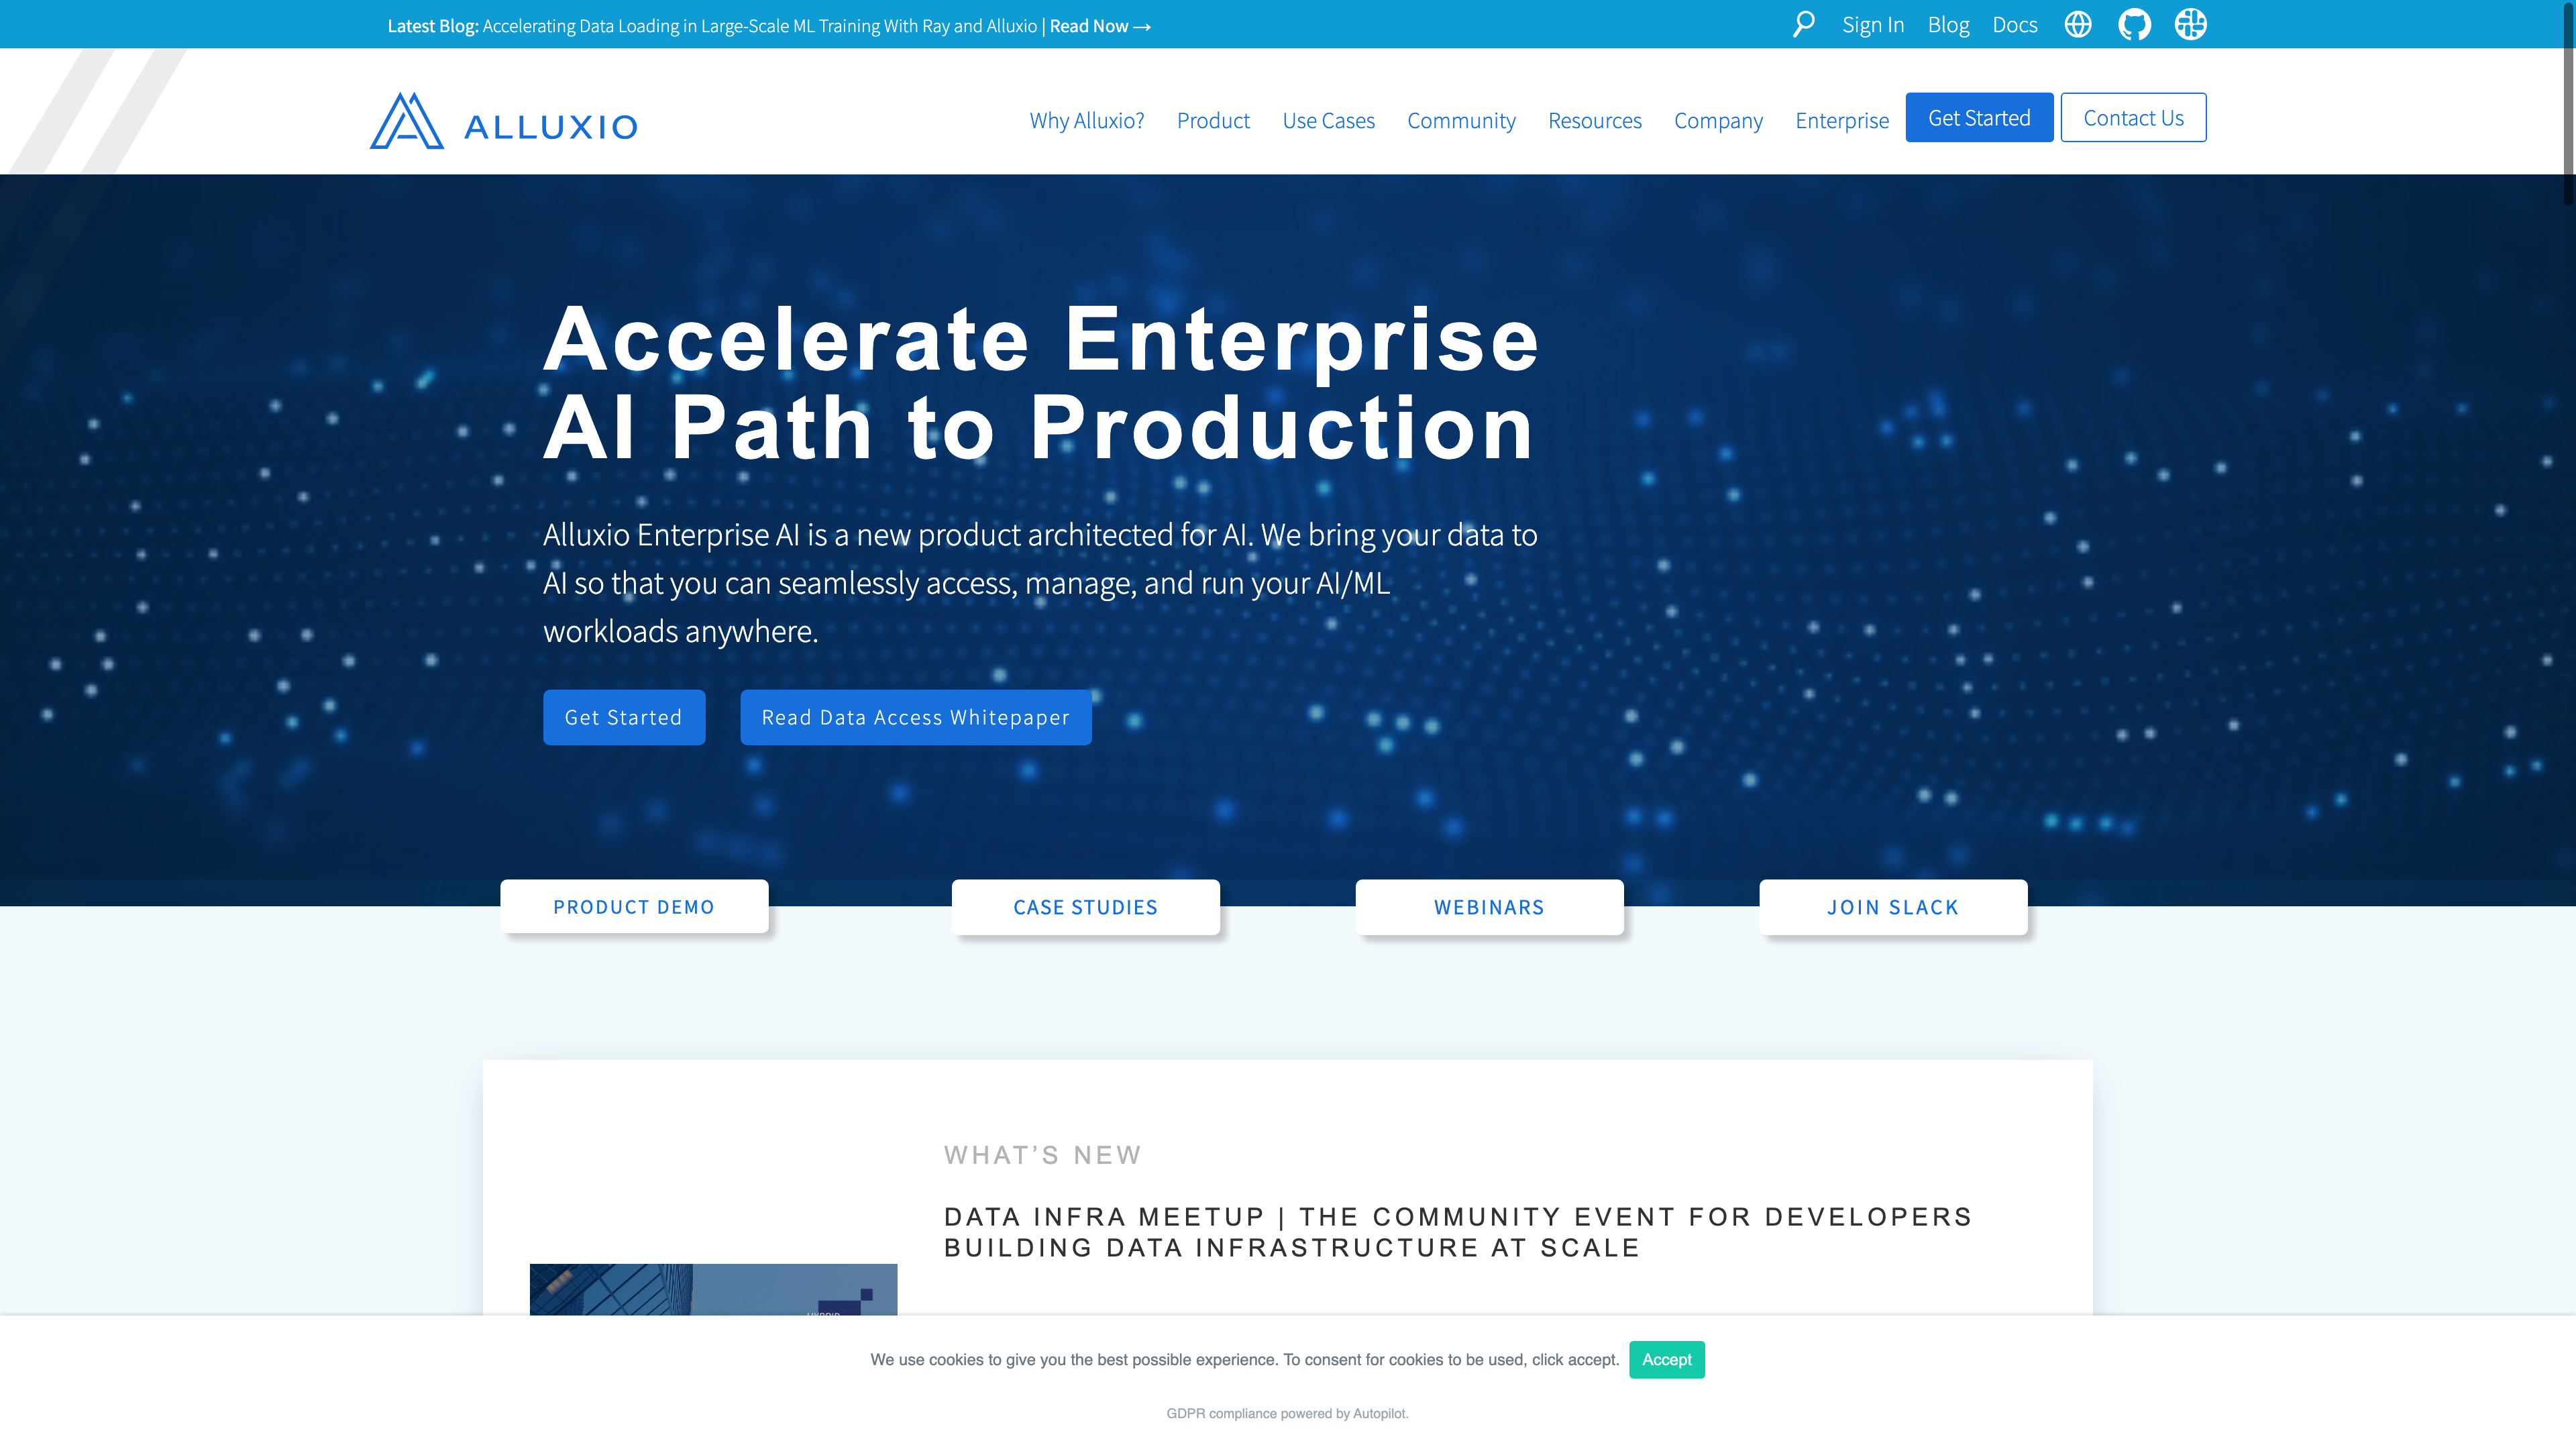 Latest Blog: Accelerating Data Loading in Large-Scale ML Training With Ray and Alluxio | Read Now →
Sign In Blog Docs
ALLUXIO
Why Alluxio? Product Use Cases Community Resources Company Enterprise Get Started Contact Us
Accelerate Enterprise
AI Path to Production
Alluxio Enterprise AI is a new product architected for AI. We bring your data to
AI so that you can seamlessly access, manage, and run your AI/ML
workloads anywhere.
Get Started Read Data Access Whitepaper
PRODUCT DEMO CASE STUDIES WEBINARS JOIN SLACK
WHAT’S NEW
DATA INFRA MEETUP | THE COMMUNITY EVENT FOR DEVELOPERS
BUILDING DATA INFRASTRUCTURE AT SCALE
We use cookies to give you the best possible experience. To consent for cookies to be used, click accept. Accept
GDPR compliance powered by Autopilot.